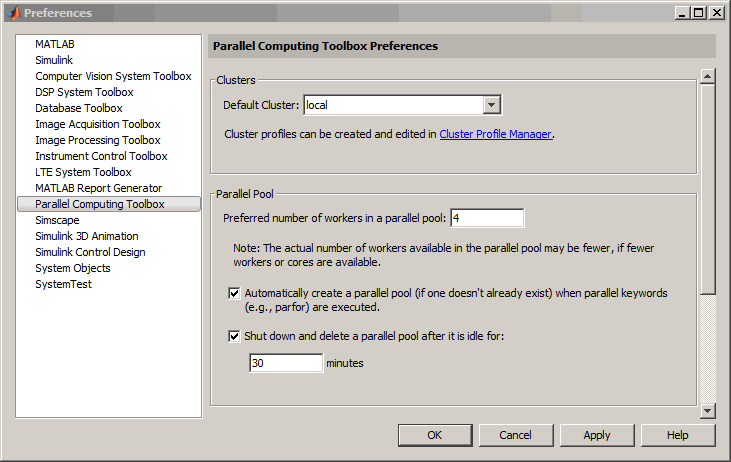 Preferences
MATLAB
Simulink
Computer Vision System Toolbox
DSP System Toolbox
Database Toolbox
Image Acquisition Toolbox
Image Processing Toolbox
Instrument Control Toolbox
LTE System Toolbox
MATLAB Report Generator
Parallel Computing Toolbox
Simscape
Simulink 3D Animation
Simulink Control Design
System Objects
SystemTest
Parallel Computing Toolbox Preferences
Clusters
Default Cluster: local
Cluster profiles can be created and edited in Cluster Profile Manager.
Parallel Pool
Preferred number of workers in a parallel pool: 4
Note: The actual number of workers available in the parallel pool may be fewer, if fewer
workers or cores are available.
Automatically create a parallel pool (if one doesn't already exist) when parallel keywords
(e.g., parfor) are executed.
Shut down and delete a parallel pool after it is idle for:
30 minutes
OK Cancel Apply Help